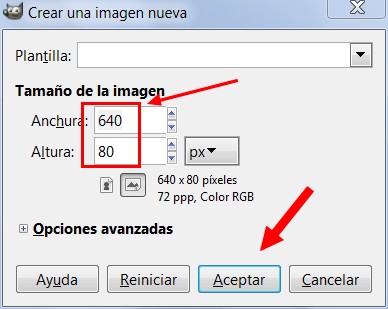 Crear una imagen nueva
Plantilla:
Tamaño de la imagen
Anchura: 640
Altura: 80 px
640 x 80 píxeles
72 ppp, Color RGB
Opciones avanzadas
Ayuda Reiniciar Aceptar Cancelar